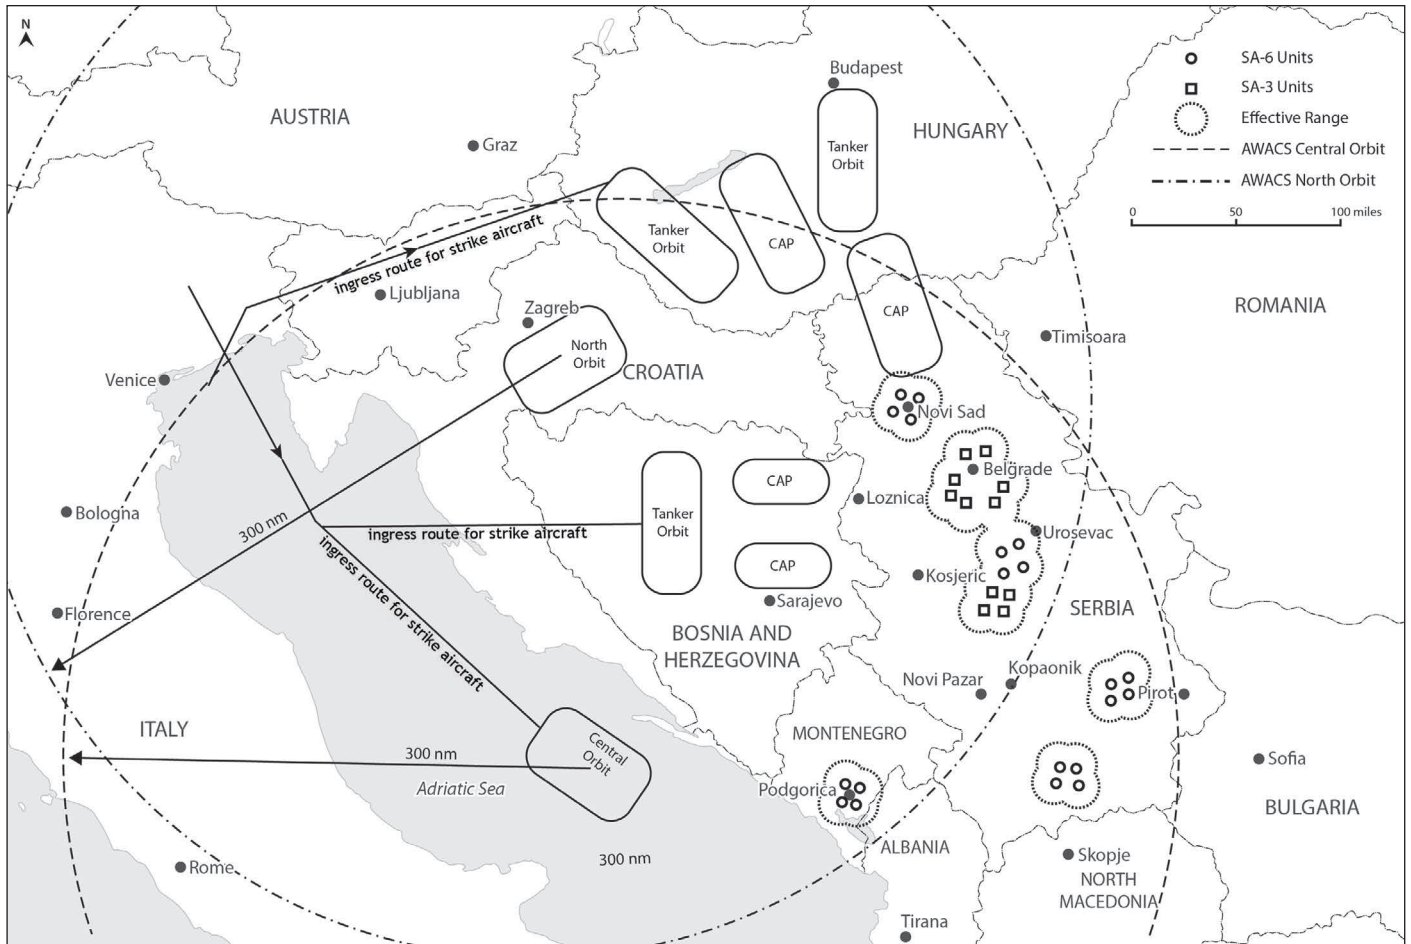 N
SA-6 Units
SA-3 Units
Effective Range
AWACS Central Orbit
AWACS North Orbit
0
50
100 miles
Budapest
AUSTRIA
HUNGARY
Graz
Tanker
Orbit
Tanker
Orbit
CAP
ingress route for strike aircraft
Ljubljana
CAP
ROMANIA
Zagreb
Timisoara
North
Orbit
CROATIA
Venice
Novi Sad
Belgrade
CAP
Loznica
Bologna
300 nm
Tanker
Orbit
ingress route for strike aircraft
Urosevac
CAP
Kosjeric
Sarajevo
Florence
SERBIA
ingress route for strike aircraft
BOSNIA AND
HERZEGOVINA
Kopaonik
Novi Pazar
Pirot
ITALY
MONTENEGRO
Central
Orbit
300 nm
Adriatic Sea
Podgorica
Sofia
BULGARIA
300 nm
ALBANIA
Skopje
NORTH
MACEDONIA
Rome
Tirana